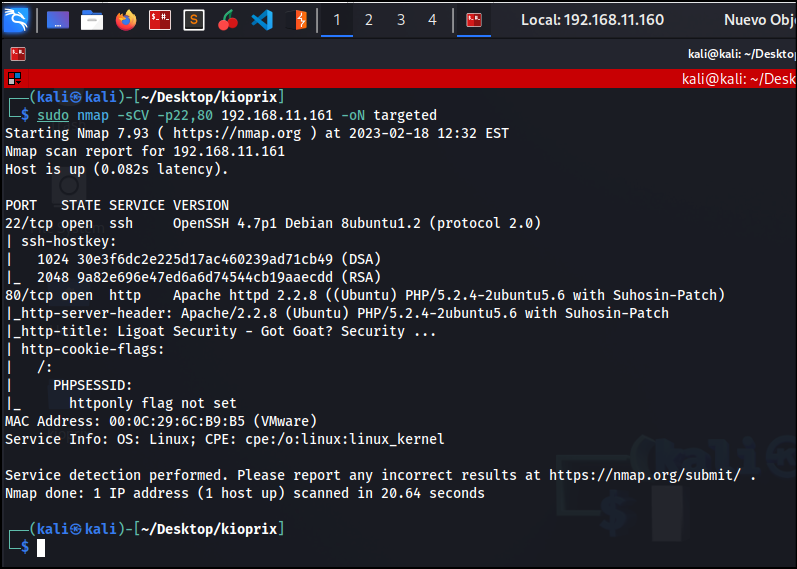 1 2 3 4 Local: 192.168.11.160 Nuevo Obj
kali@kali: ~/Deskto
kali@kali: ~/Desk
┌──(kali㉿kali)-[~/Desktop/kioprix]
└─$ sudo nmap -sCV -p22,80 192.168.11.161 -oN targeted
Starting Nmap 7.93 ( https://nmap.org ) at 2023-02-18 12:32 EST
Nmap scan report for 192.168.11.161
Host is up (0.082s latency).
PORT   STATE SERVICE VERSION
22/tcp open  ssh     OpenSSH 4.7p1 Debian 8ubuntu1.2 (protocol 2.0)
| ssh-hostkey:
|   1024 30e3f6dc2e225d17ac460239ad71cb49 (DSA)
|_  2048 9a82e696e47ed6a6d74544cb19aaecdd (RSA)
80/tcp open  http    Apache httpd 2.2.8 ((Ubuntu) PHP/5.2.4-2ubuntu5.6 with Suhosin-Patch)
|_http-server-header: Apache/2.2.8 (Ubuntu) PHP/5.2.4-2ubuntu5.6 with Suhosin-Patch
|_http-title: Ligoat Security - Got Goat? Security ...
| http-cookie-flags:
|   /:
|     PHPSESSID:
|_      httponly flag not set
MAC Address: 00:0C:29:6C:B9:B5 (VMware)
Service Info: OS: Linux; CPE: cpe:/o:linux:linux_kernel
Service detection performed. Please report any incorrect results at https://nmap.org/submit/ .
Nmap done: 1 IP address (1 host up) scanned in 20.64 seconds
┌──(kali㉿kali)-[~/Desktop/kioprix]
└─$